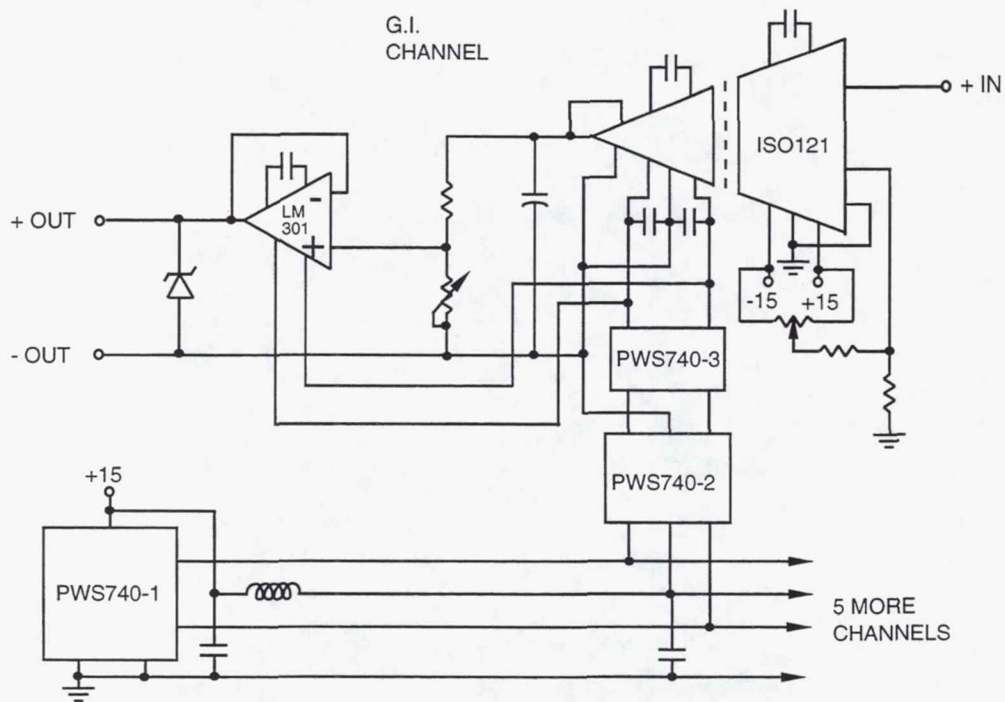 G.I.
CHANNEL
+ IN
ISO121
-
LM
301
+
+ OUT
-15 +15
- OUT
PWS740-3
PWS740-2
+15
PWS740-1
5 MORE
CHANNELS